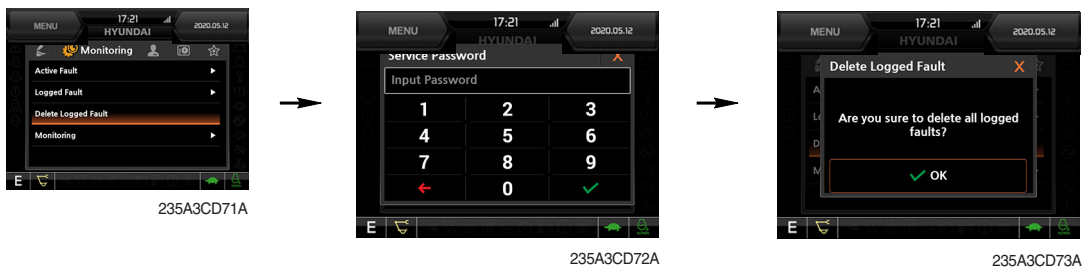 MENU 17:21 2020.05.12
HYUNDAI
Monitoring
Active Fault
Logged Fault
Delete Logged Fault
Monitoring
E
235A3CD71A
MENU 17:21 2020.05.12
HYUNDAI
Service Password X
Input Password
1 2 3
4 5 6
7 8 9
0
E
235A3CD72A
MENU 17:21 2020.05.12
HYUNDAI
Delete Logged Fault X
Are you sure to delete all logged
faults?
OK
E
235A3CD73A